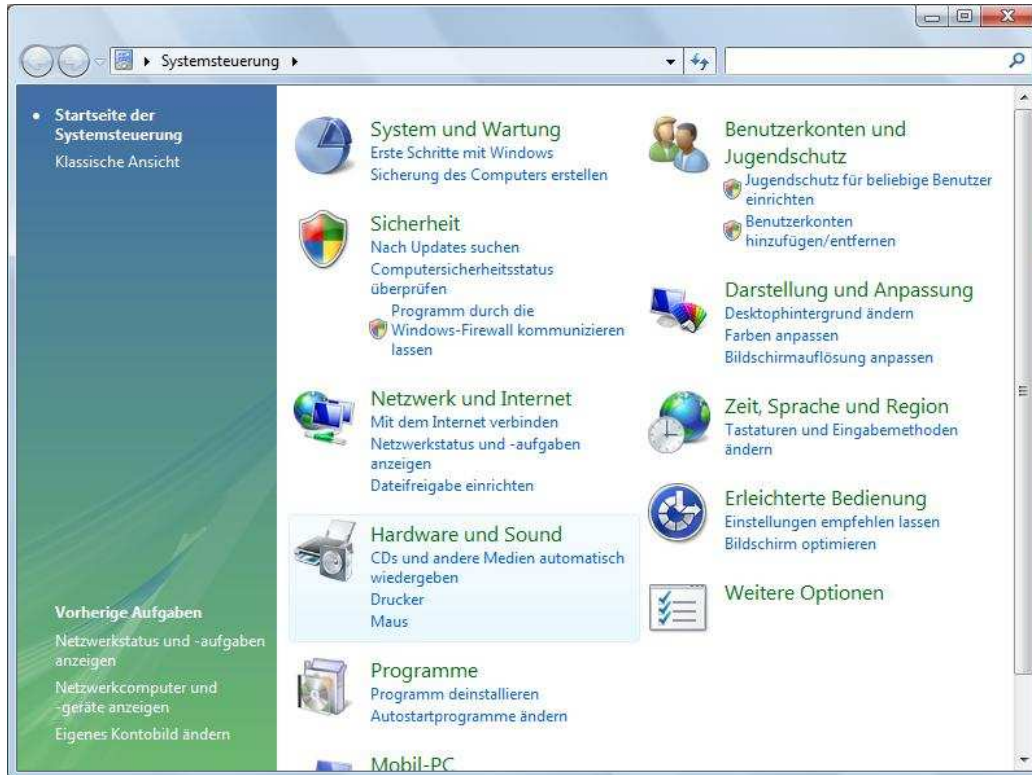 Systemsteuerung
Startseite der
Systemsteuerung
Klassische Ansicht
Vorherige Aufgaben
Netzwerkstatus und -aufgaben
anzeigen
Netzwerkcomputer und
-geräte anzeigen
Eigenes Kontobild ändern
System und Wartung
Erste Schritte mit Windows
Sicherung des Computers erstellen
Sicherheit
Nach Updates suchen
Computersicherheitsstatus
überprüfen
Programm durch die
Windows-Firewall kommunizieren
lassen
Netzwerk und Internet
Mit dem Internet verbinden
Netzwerkstatus und -aufgaben
anzeigen
Dateifreigabe einrichten
Hardware und Sound
CDs und andere Medien automatisch
wiedergeben
Drucker
Maus
Programme
Programm deinstallieren
Autostartprogramme ändern
Mobil-PC
Benutzerkonten und
Jugendschutz
Jugendschutz für beliebige Benutzer
einrichten
Benutzerkonten
hinzufügen/entfernen
Darstellung und Anpassung
Desktophintergrund ändern
Farben anpassen
Bildschirmauflösung anpassen
Zeit, Sprache und Region
Tastaturen und Eingabemethoden
ändern
Erleichterte Bedienung
Einstellungen empfehlen lassen
Bildschirm optimieren
Weitere Optionen